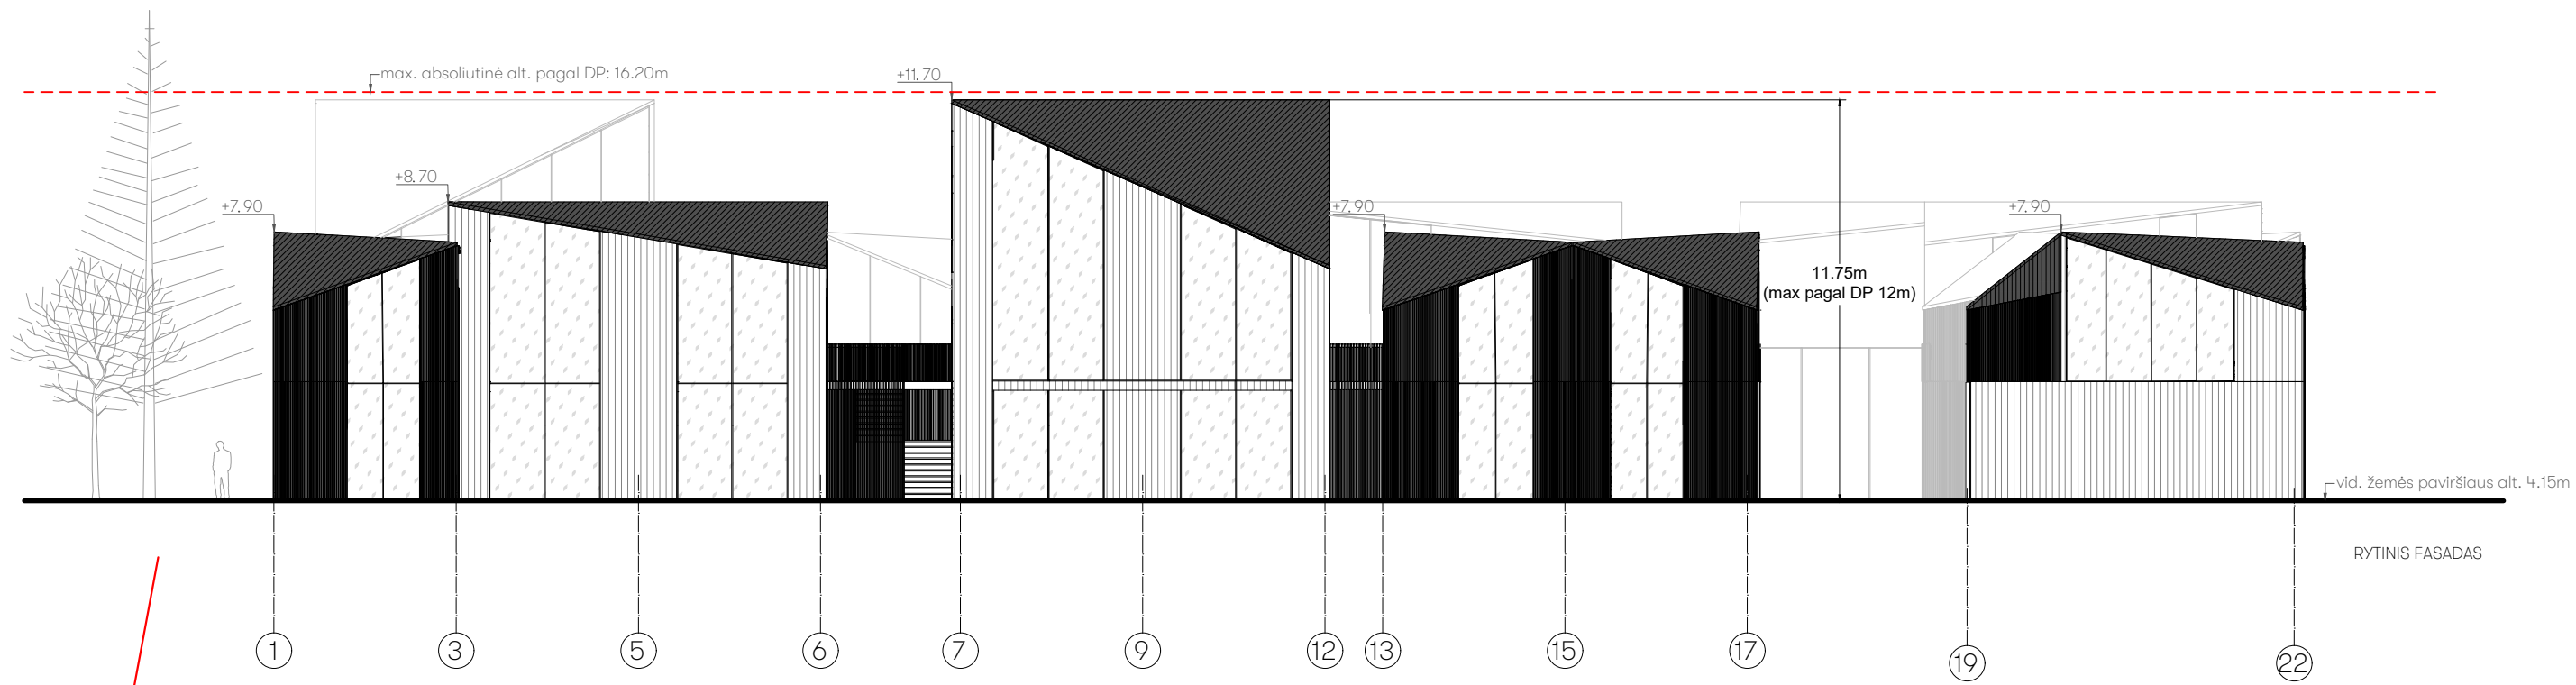 max. absoliutinė alt. pagal DP: 16.20m
+11.70
+8.70
+7.90
+7.90
+7.90
11.75m
(max pagal DP 12m)
vid. žemės paviršiaus alt. 4.15m
RYTINIS FASADAS
1 3 5 6 7 9 12 13 15 17 19 22